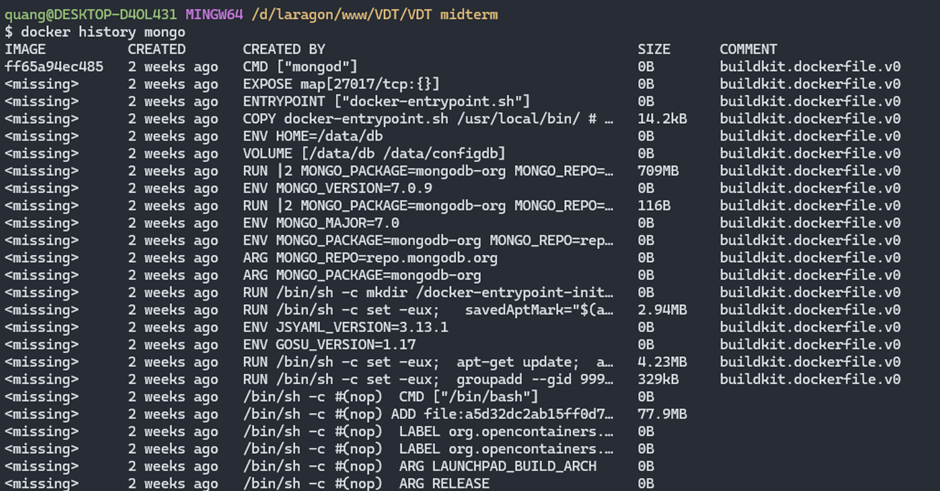 quang@DESKTOP-D4OL431 MINGW64 /d/laragon/www/VDT/VDT midterm
$ docker history mongo
IMAGE CREATED CREATED BY SIZE COMMENT
ff65a94ec485 2 weeks ago CMD ["mongod"] 0B buildkit.dockerfile.v0
<missing> 2 weeks ago EXPOSE map[27017/tcp:{}] 0B buildkit.dockerfile.v0
<missing> 2 weeks ago ENTRYPOINT ["docker-entrypoint.sh"] 0B buildkit.dockerfile.v0
<missing> 2 weeks ago COPY docker-entrypoint.sh /usr/local/bin/ # … 14.2kB buildkit.dockerfile.v0
<missing> 2 weeks ago ENV HOME=/data/db 0B buildkit.dockerfile.v0
<missing> 2 weeks ago VOLUME [/data/db /data/configdb] 0B buildkit.dockerfile.v0
<missing> 2 weeks ago RUN |2 MONGO_PACKAGE=mongodb-org MONGO_REPO=… 709MB buildkit.dockerfile.v0
<missing> 2 weeks ago ENV MONGO_VERSION=7.0.9 0B buildkit.dockerfile.v0
<missing> 2 weeks ago RUN |2 MONGO_PACKAGE=mongodb-org MONGO_REPO=… 116B buildkit.dockerfile.v0
<missing> 2 weeks ago ENV MONGO_MAJOR=7.0 0B buildkit.dockerfile.v0
<missing> 2 weeks ago ENV MONGO_PACKAGE=mongodb-org MONGO_REPO=rep… 0B buildkit.dockerfile.v0
<missing> 2 weeks ago ARG MONGO_REPO=repo.mongodb.org 0B buildkit.dockerfile.v0
<missing> 2 weeks ago ARG MONGO_PACKAGE=mongodb-org 0B buildkit.dockerfile.v0
<missing> 2 weeks ago RUN /bin/sh -c mkdir /docker-entrypoint-init… 0B buildkit.dockerfile.v0
<missing> 2 weeks ago RUN /bin/sh -c set -eux; savedAptMark="$(a… 2.94MB buildkit.dockerfile.v0
<missing> 2 weeks ago ENV JSYAML_VERSION=3.13.1 0B buildkit.dockerfile.v0
<missing> 2 weeks ago ENV GOSU_VERSION=1.17 0B buildkit.dockerfile.v0
<missing> 2 weeks ago RUN /bin/sh -c set -eux; apt-get update; a… 4.23MB buildkit.dockerfile.v0
<missing> 2 weeks ago RUN /bin/sh -c set -eux; groupadd --gid 999… 329kB buildkit.dockerfile.v0
<missing> 2 weeks ago /bin/sh -c #(nop) CMD ["/bin/bash"] 0B
<missing> 2 weeks ago /bin/sh -c #(nop) ADD file:a5d32dc2ab15ff0d7… 77.9MB
<missing> 2 weeks ago /bin/sh -c #(nop) LABEL org.opencontainers.… 0B
<missing> 2 weeks ago /bin/sh -c #(nop) LABEL org.opencontainers.… 0B
<missing> 2 weeks ago /bin/sh -c #(nop) ARG LAUNCHPAD_BUILD_ARCH 0B
<missing> 2 weeks ago /bin/sh -c #(nop) ARG RELEASE 0B